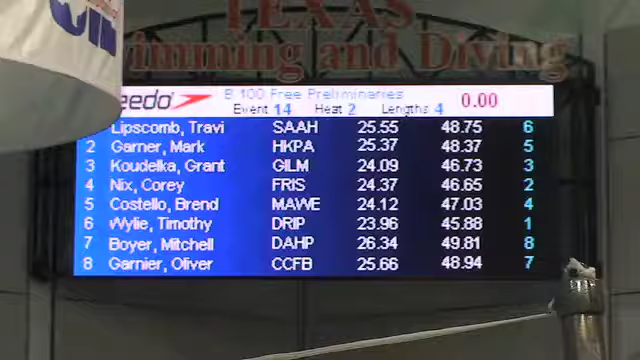 TEXAS
imming and Diving
eedo
B 100 Free Preliminaries
Event 14 Heat 2 Lengths 4 0.00
Lipscomb, Travi SAAH 25.55 48.75 6
2 Garner, Mark HKPA 25.37 48.37 5
3 Koudelka, Grant GILM 24.09 46.73 3
4 Nix, Corey FRIS 24.37 46.65 2
5 Costello, Brend MAWE 24.12 47.03 4
6 Wylie, Timothy DRIP 23.96 45.88 1
7 Boyer, Mitchell DAHP 26.34 49.81 8
8 Garnier, Oliver CCFB 25.66 48.94 7